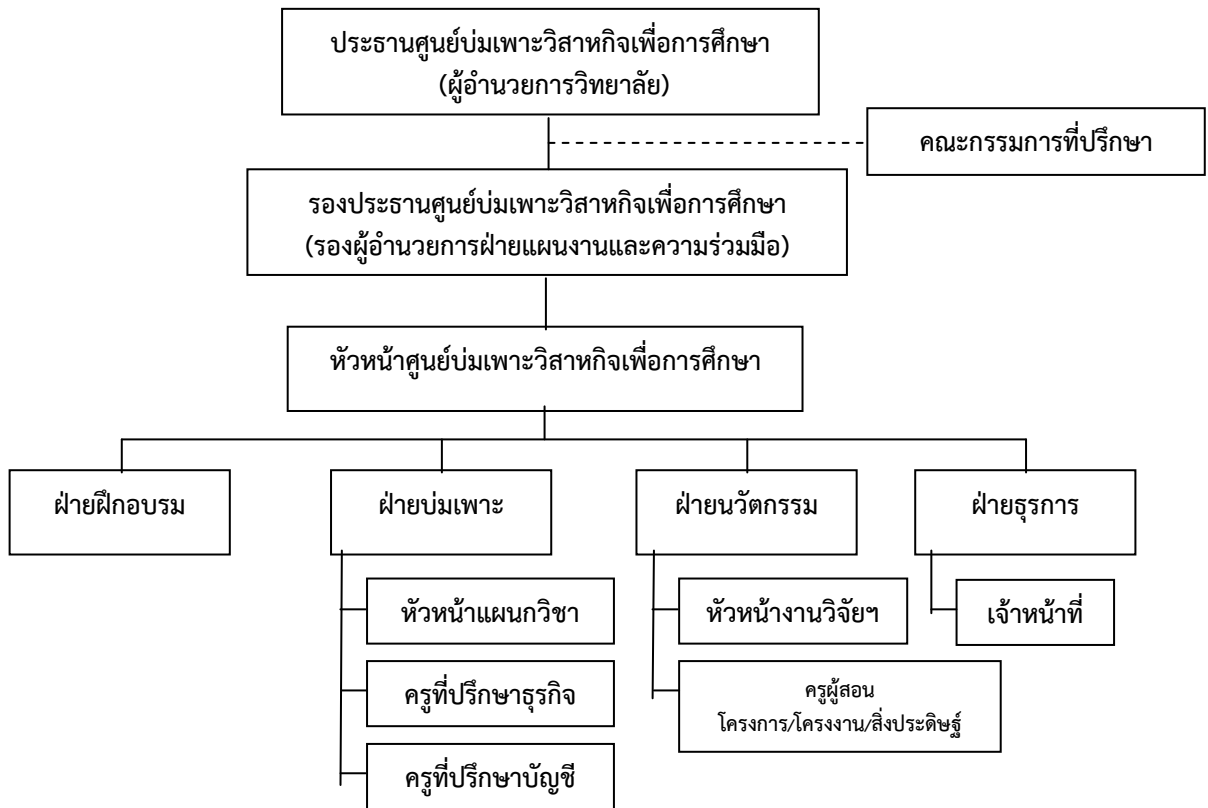 ประธานศูนย์บ่มเพาะวิสาหกิจเพื่อการศึกษา
(ผู้อำนวยการวิทยาลัย)
คณะกรรมการที่ปรึกษา
รองประธานศูนย์บ่มเพาะวิสาหกิจเพื่อการศึกษา
(รองผู้อำนวยการฝ่ายแผนงานและความร่วมมือ)
หัวหน้าศูนย์บ่มเพาะวิสาหกิจเพื่อการศึกษา
ฝ่ายฝึกอบรม
ฝ่ายบ่มเพาะ
ฝ่ายนวัตกรรม
ฝ่ายธุรการ
หัวหน้าแผนกวิชา
หัวหน้างานวิจัยฯ
เจ้าหน้าที่
ครูที่ปรึกษาธุรกิจ
ครูผู้สอน
โครงการ/โครงงาน/สิ่งประดิษฐ์
ครูที่ปรึกษาบัญชี